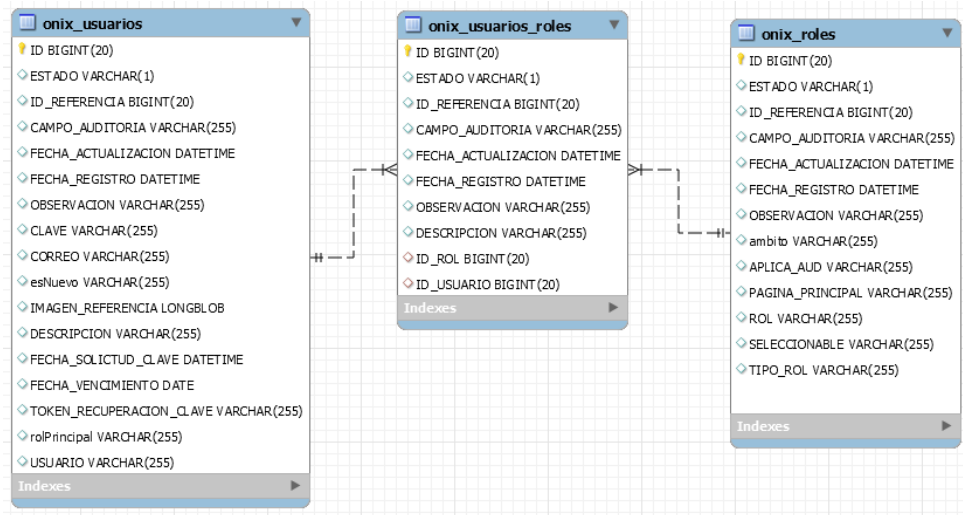 onix_usuarios
ID BIGINT(20)
ESTADO VARCHAR(1)
ID_REFERENCIA BIGINT(20)
CAMPO_AUDITORIA VARCHAR(255)
FECHA_ACTUALIZACION DATETIME
FECHA_REGISTRO DATETIME
OBSERVACION VARCHAR(255)
CLAVE VARCHAR(255)
CORREO VARCHAR(255)
esNuevo VARCHAR(255)
IMAGEN_REFERENCIA LONGBLOB
DESCRIPCION VARCHAR(255)
FECHA_SOLICTUD_CLAVE DATETIME
FECHA_VENCIMIENTO DATE
TOKEN_RECUPERACION_CLAVE VARCHAR(255)
rolPrincipal VARCHAR(255)
USUARIO VARCHAR(255)
Indexes
onix_usuarios_roles
ID BIGINT(20)
ESTADO VARCHAR(1)
ID_REFERENCIA BIGINT(20)
CAMPO_AUDITORIA VARCHAR(255)
FECHA_ACTUALIZACION DATETIME
FECHA_REGISTRO DATETIME
OBSERVACION VARCHAR(255)
DESCRIPCION VARCHAR(255)
ID_ROL BIGINT(20)
ID_USUARIO BIGINT(20)
Indexes
onix_roles
ID BIGINT(20)
ESTADO VARCHAR(1)
ID_REFERENCIA BIGINT(20)
CAMPO_AUDITORIA VARCHAR(255)
FECHA_ACTUALIZACION DATETIME
FECHA_REGISTRO DATETIME
OBSERVACION VARCHAR(255)
ambito VARCHAR(255)
APLICA_AUD VARCHAR(255)
PAGINA_PRINCIPAL VARCHAR(255)
ROL VARCHAR(255)
SELECCIONABLE VARCHAR(255)
TIPO_ROL VARCHAR(255)
Indexes